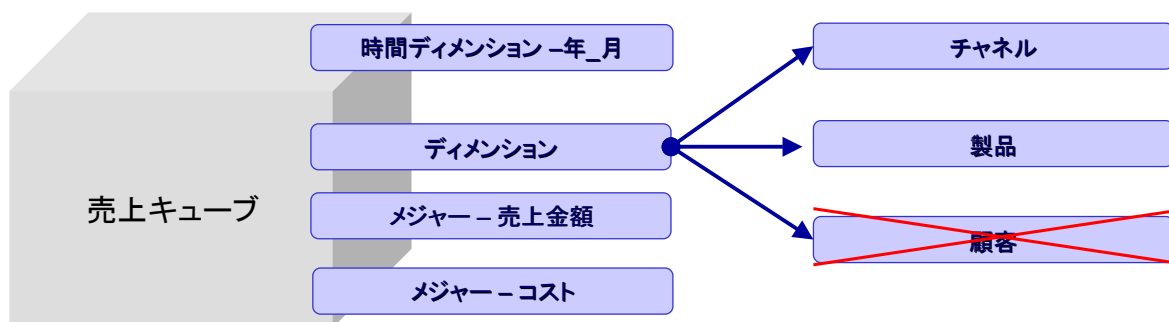 時間ディメンション –年_月
チャネル
ディメンション
製品
売上キューブ
メジャー – 売上金額
顧客
メジャー – コスト